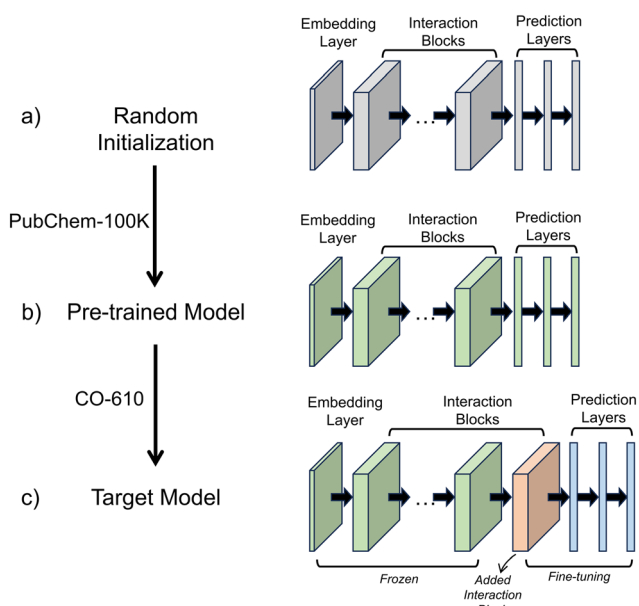 Embedding
Layer
Interaction
Blocks
Prediction
Layers
a)
Random
Initialization
...
PubChem-100K
Embedding
Layer
Interaction
Blocks
Prediction
Layers
b)
Pre-trained Model
...
CO-610
Embedding
Layer
Interaction
Blocks
Prediction
Layers
c)
Target Model
...
Frozen
Added
Interaction
Fine-tuning